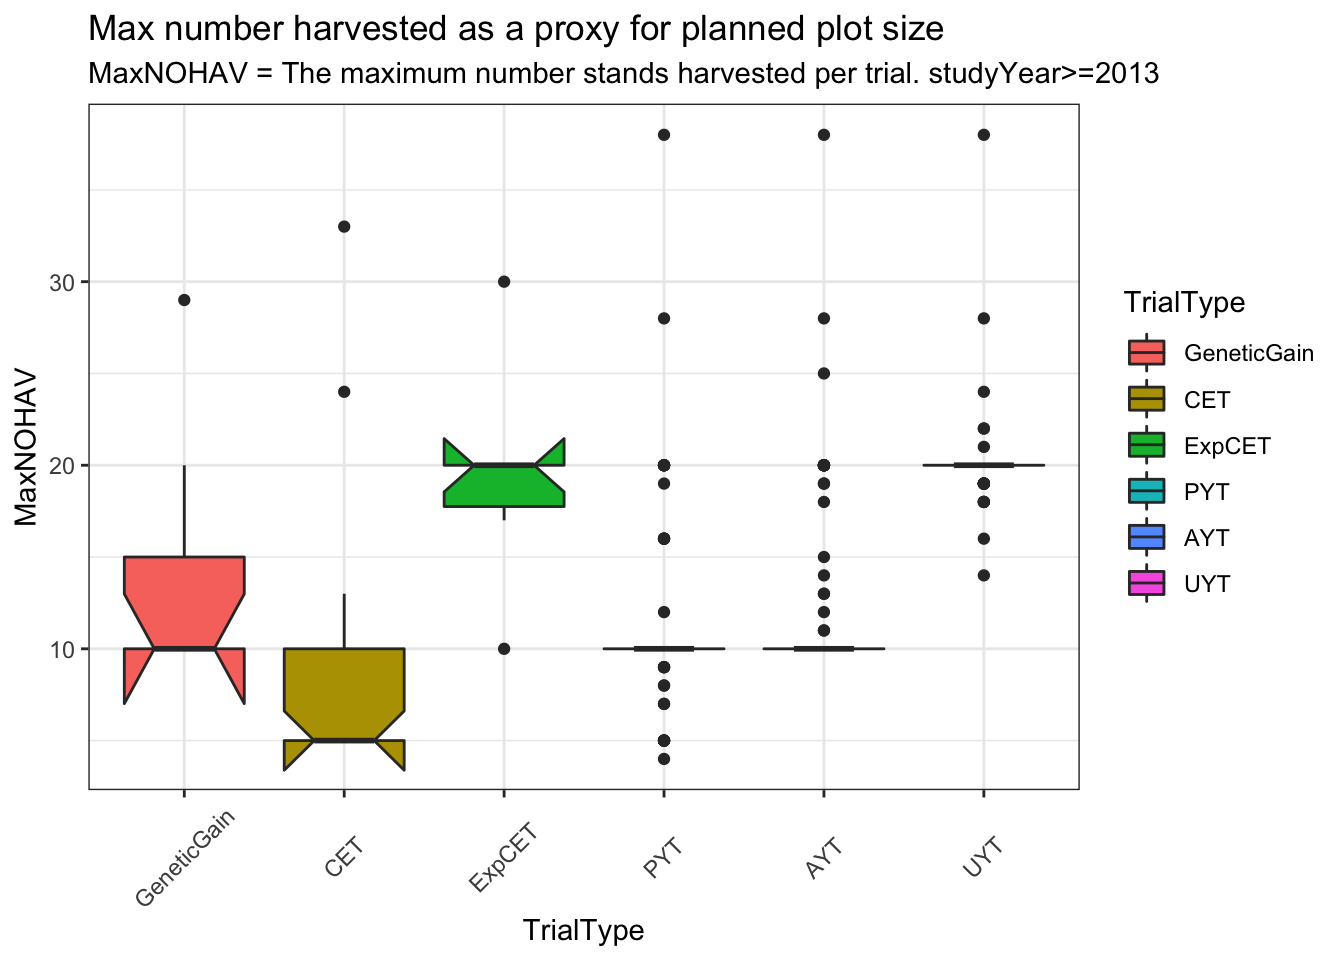 Max number harvested as a proxy for planned plot size
MaxNOHAV = The maximum number stands harvested per trial. studyYear>=2013
MaxNOHAV
30
20
10
GeneticGain
CET
ExpCET
PYT
AYT
UYT
TrialType
TrialType
GeneticGain
CET
ExpCET
PYT
AYT
UYT